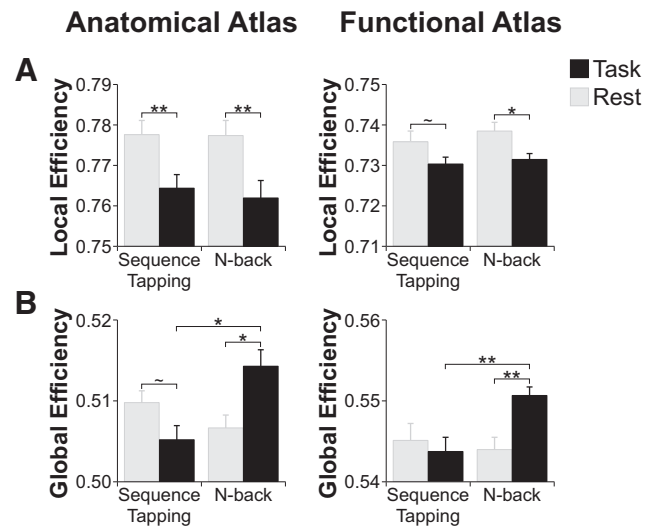 Anatomical Atlas Functional Atlas
Task
Rest
A
Local Efficiency
0.79
0.78
0.77
0.76
0.75
**
**
Sequence
Tapping
N-back
Local Efficiency
0.75
0.74
0.73
0.72
0.71
~
*
Sequence
Tapping
N-back
B
Global Efficiency
0.52
0.51
0.50
~
*
*
Sequence
Tapping
N-back
Global Efficiency
0.56
0.55
0.54
**
**
Sequence
Tapping
N-back